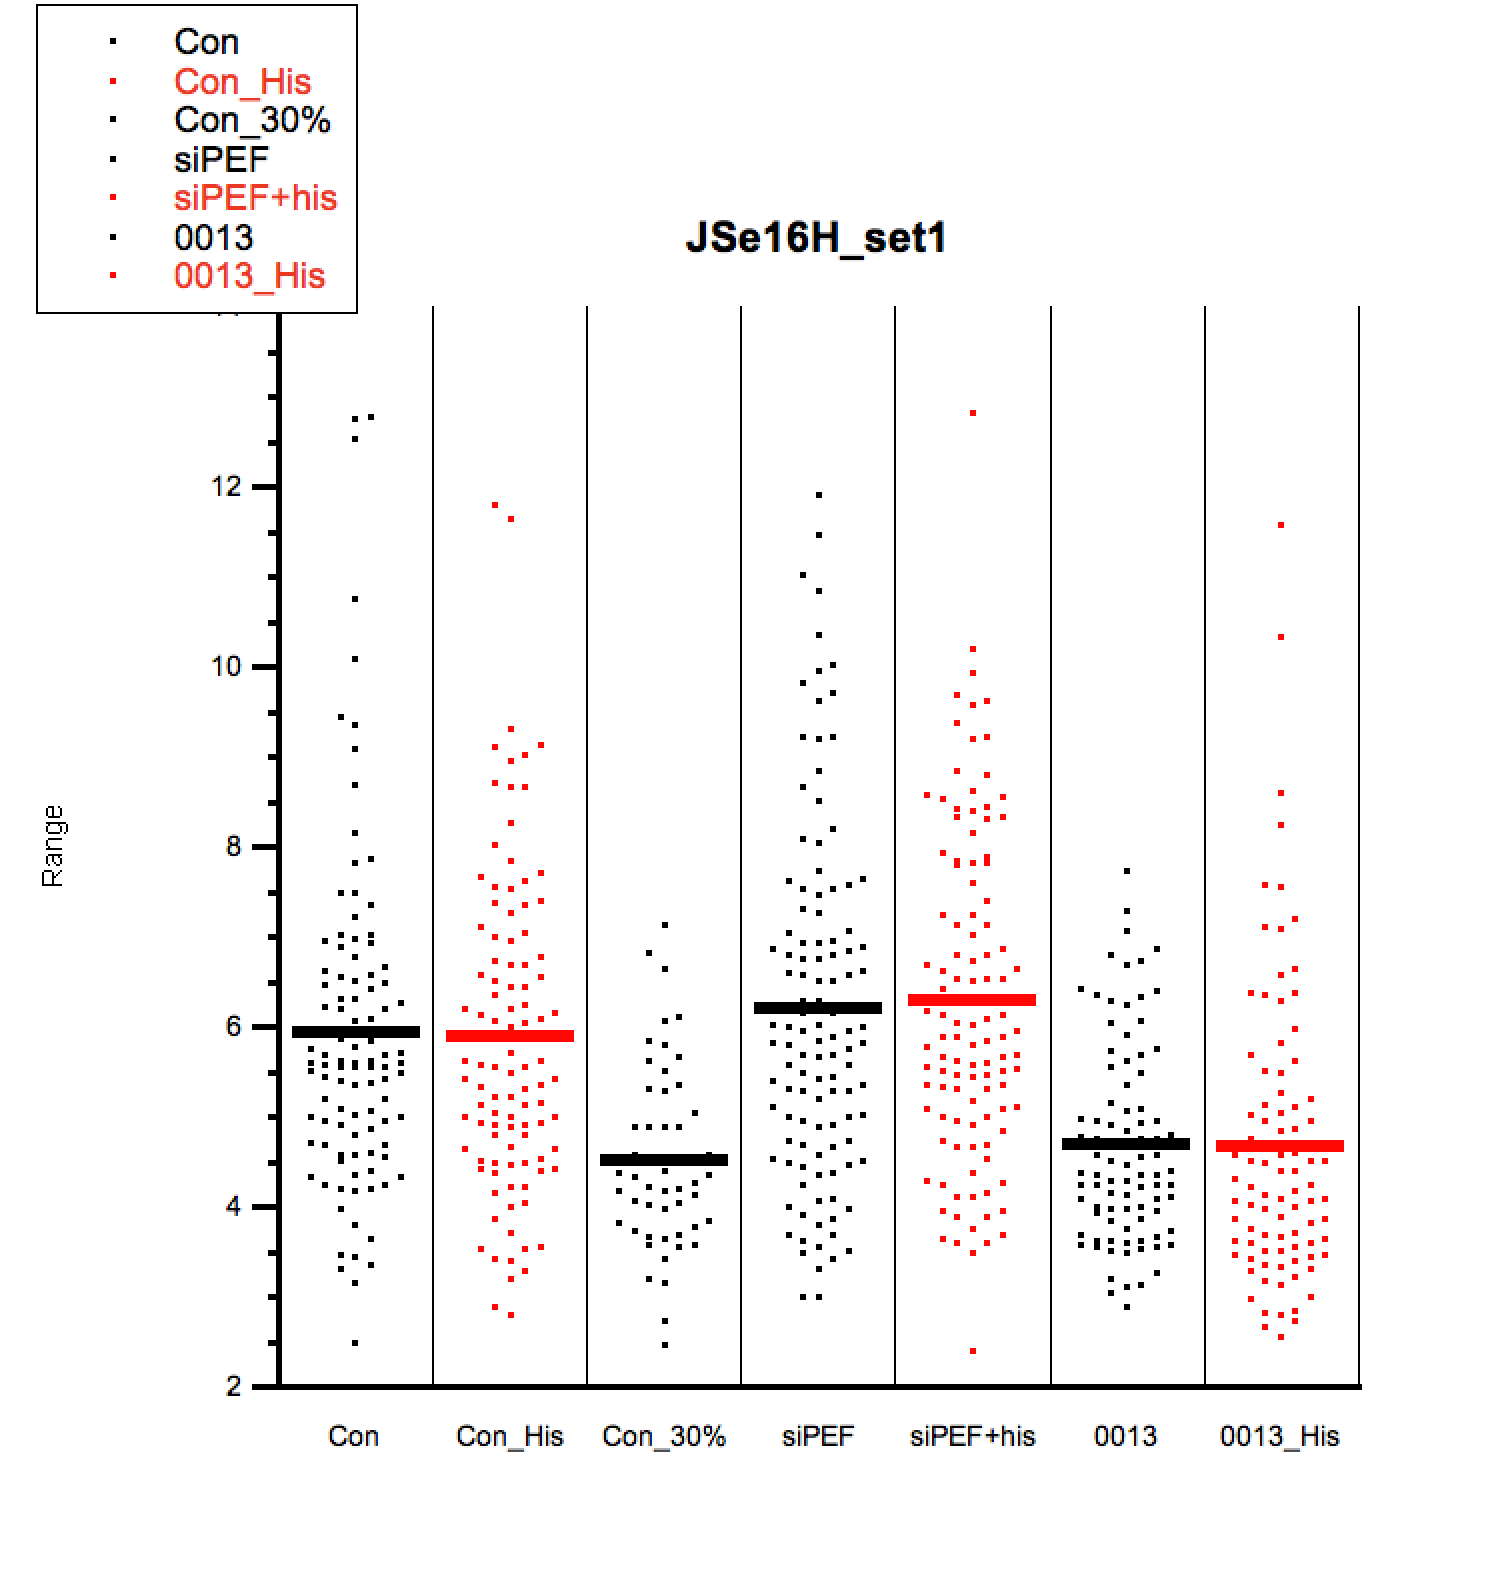 Con
Con_His
Con_30%
siPEF
siPEF+his
0013
0013_His
JSe16H_set1
12
10
8
6
4
2
Range
Con Con_His Con_30% siPEF siPEF+his 0013 0013_His